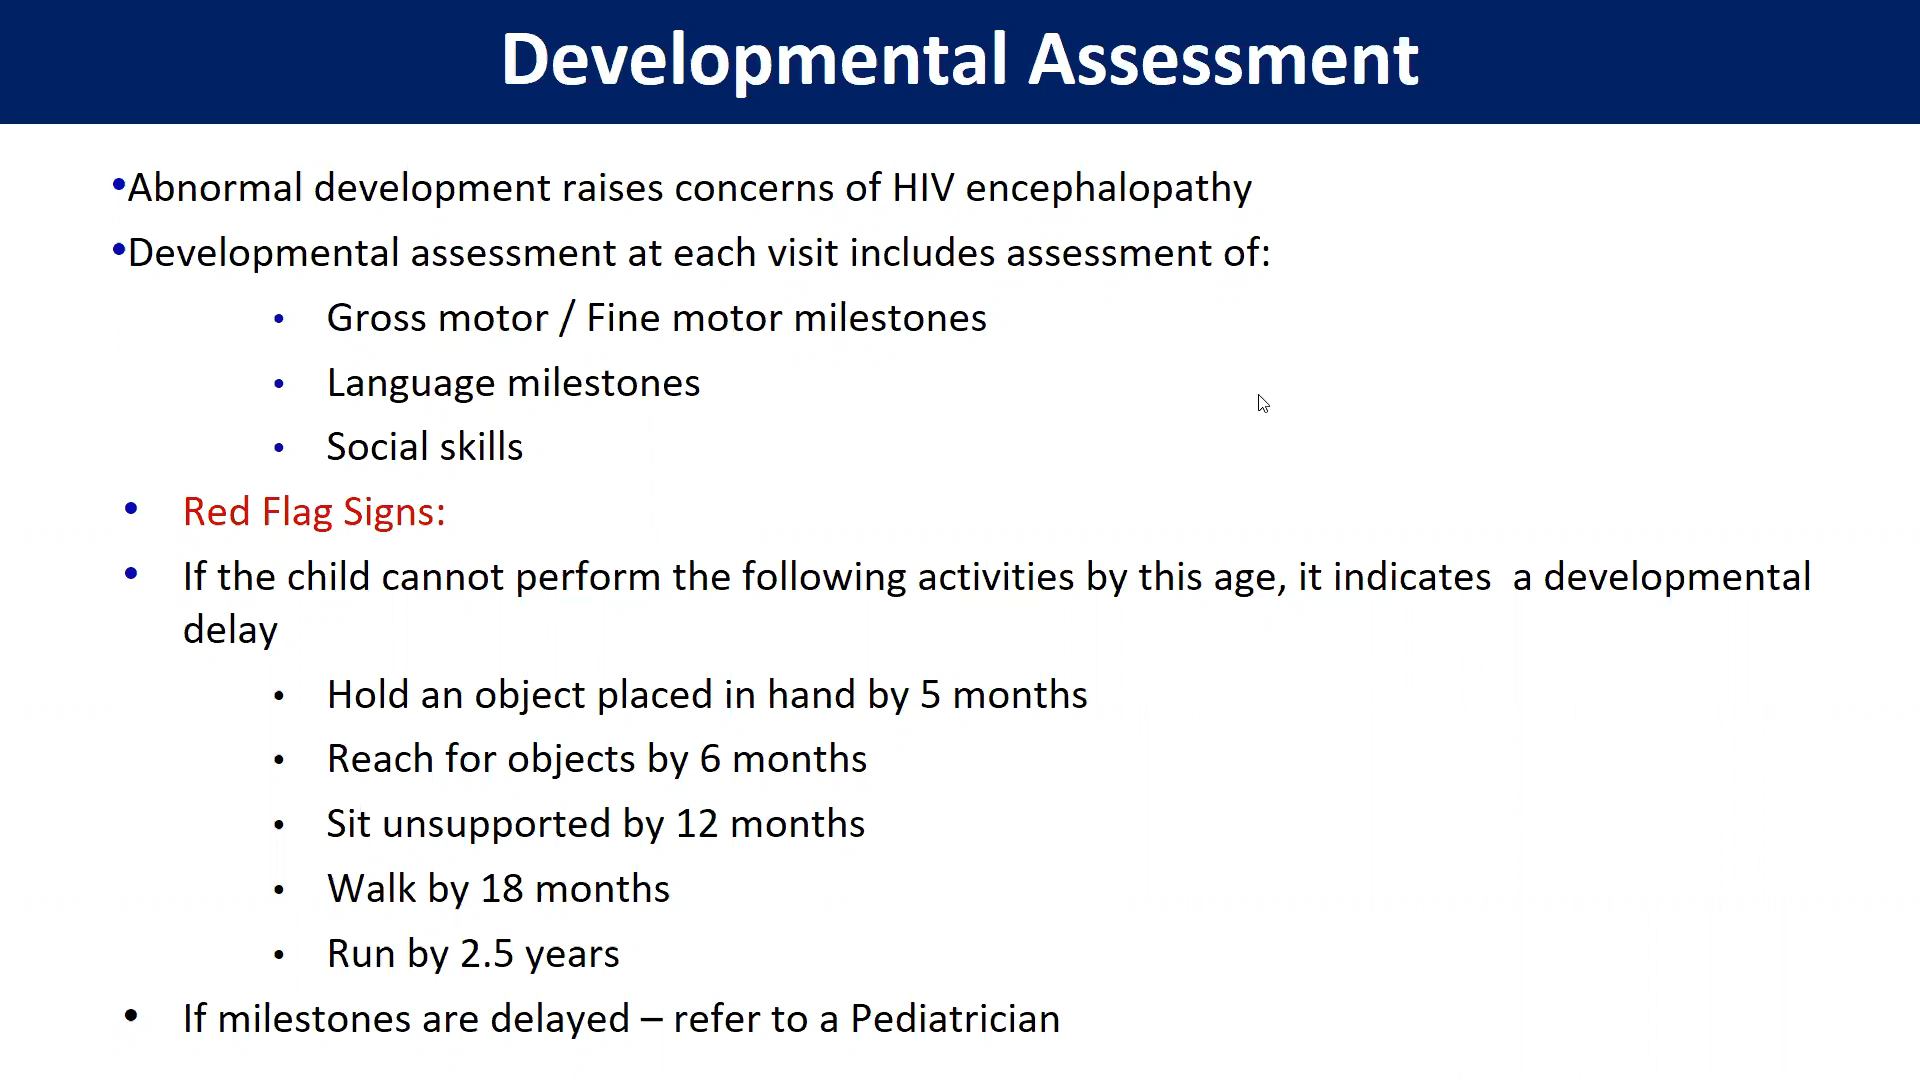 Developmental Assessment
•Abnormal development raises concerns of HIV encephalopathy
•Developmental assessment at each visit includes assessment of:
• Gross motor / Fine motor milestones
• Language milestones
• Social skills
• Red Flag Signs:
• If the child cannot perform the following activities by this age, it indicates  a developmental
delay
• Hold an object placed in hand by 5 months
• Reach for objects by 6 months
• Sit unsupported by 12 months
• Walk by 18 months
• Run by 2.5 years
• If milestones are delayed – refer to a Pediatrician